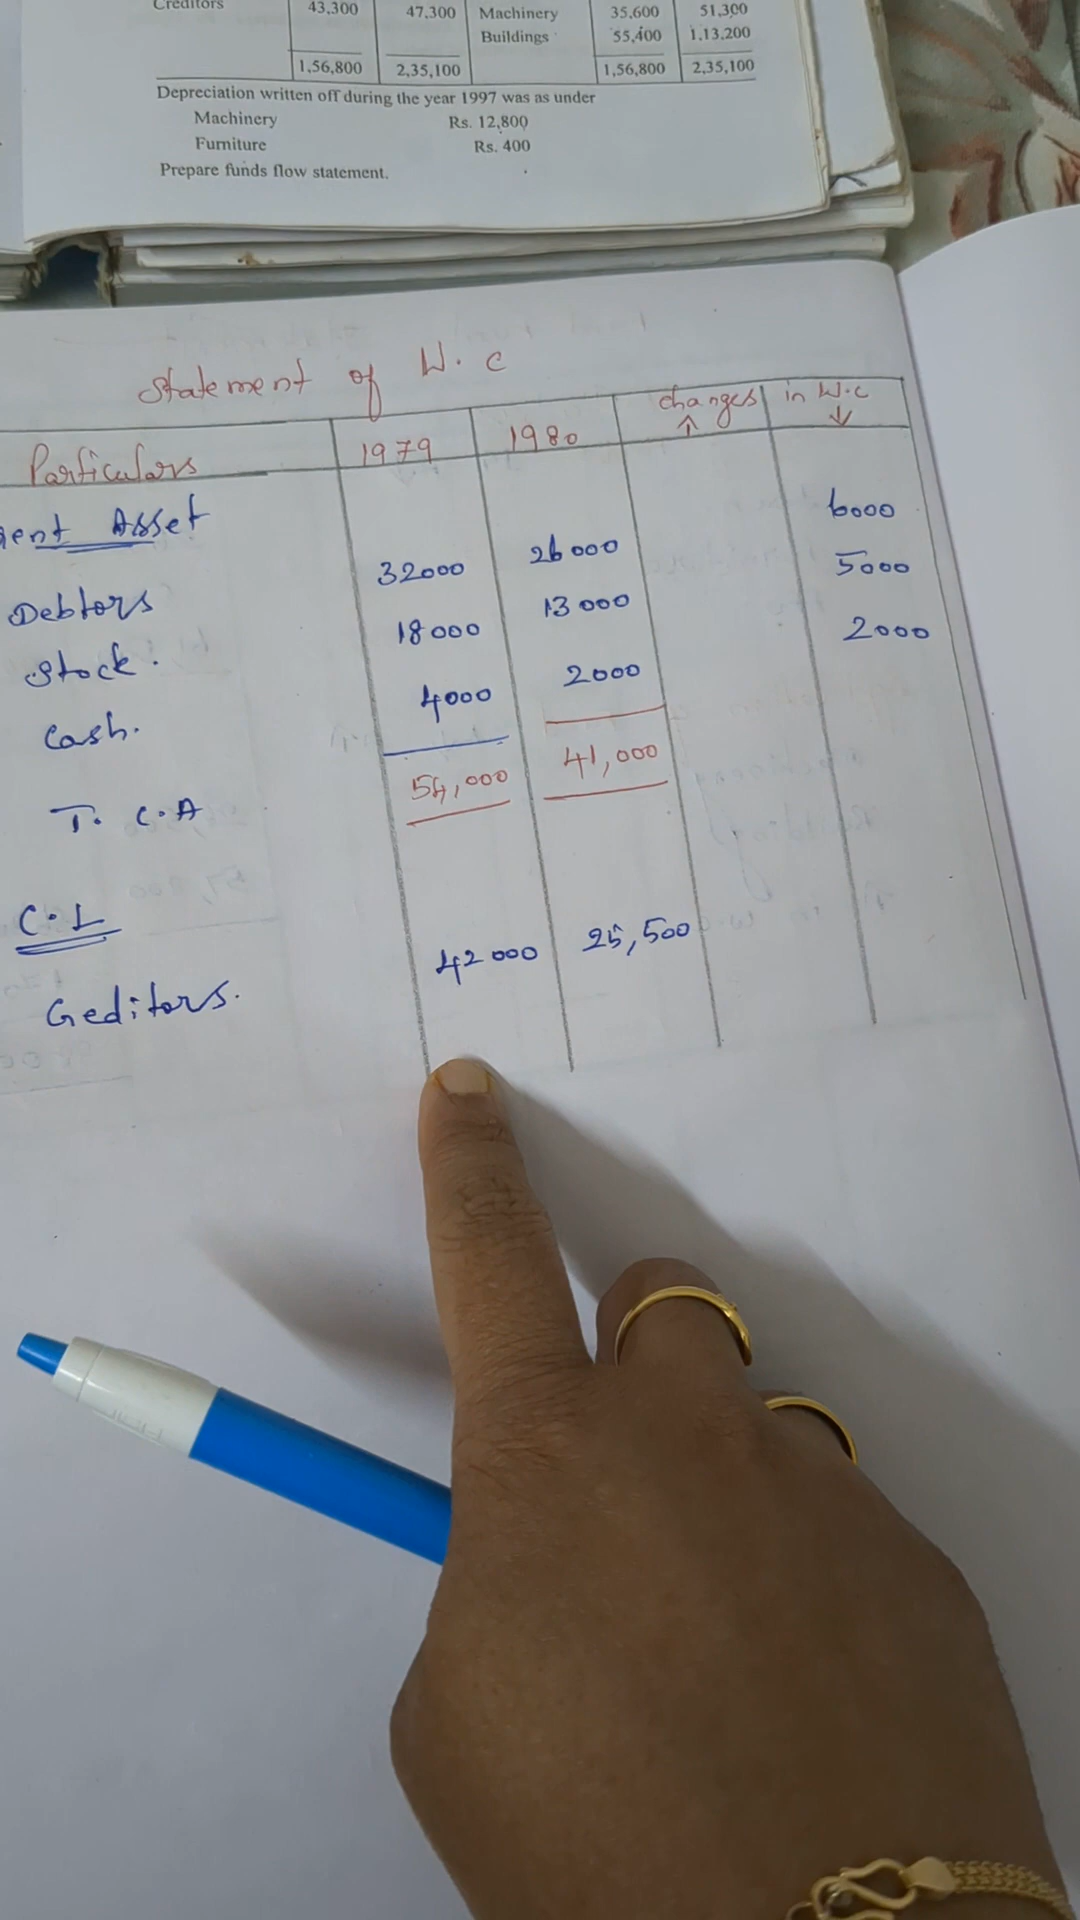 Creditors 43,300 47,300 Machinery 35,600 51,300
Buildings 55,400 1,13,200
1,56,800 2,35,100 1,56,800 2,35,100
Depreciation written off during the year 1997 was as under
Machinery Rs. 12,800
Furniture Rs. 400
Prepare funds flow statement.
Statement of W.C
Particulars 1979 1980 changes in W.C
↑ ↓
rent Asset
Debtors 32000 26000 6000
Stock. 18000 13000 5000
Cash. 4000 2000 2000
T. C.A 54,000 41,000
C.L
Creditors. 42000 25,500